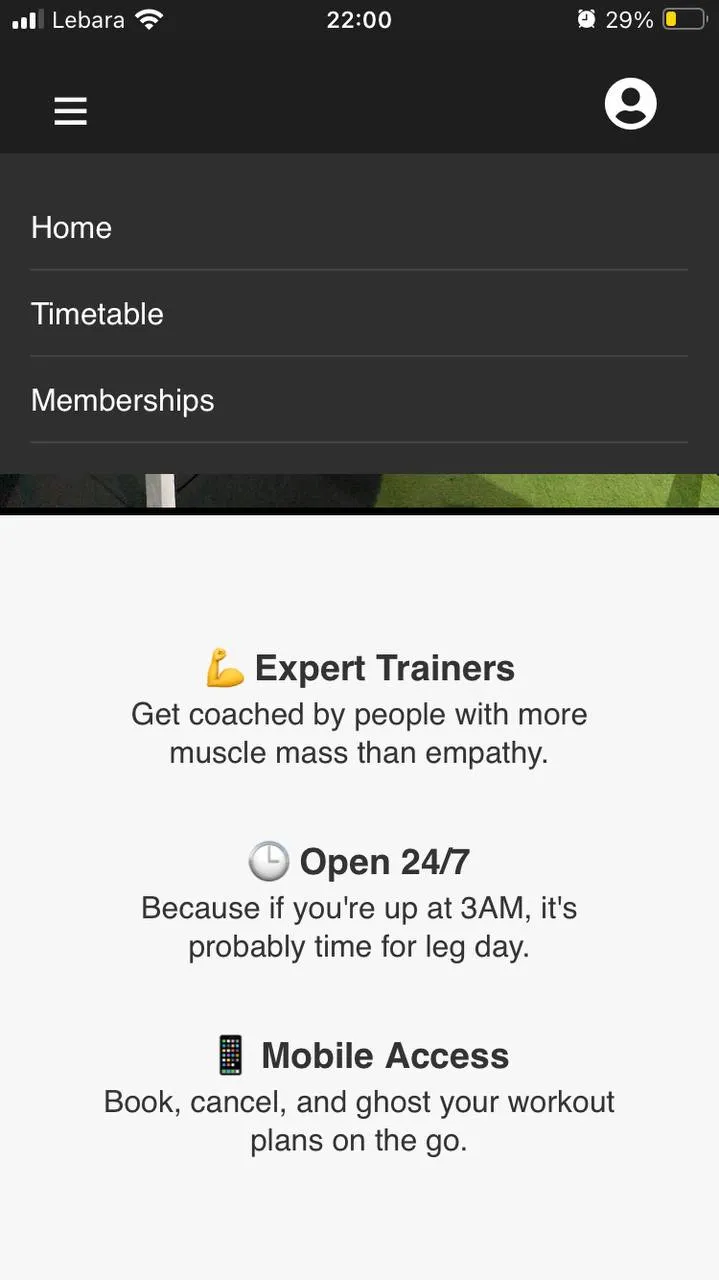 Lebara
22:00
29%
Home
Timetable
Memberships
💪 Expert Trainers
Get coached by people with more
muscle mass than empathy.
🕒 Open 24/7
Because if you're up at 3AM, it's
probably time for leg day.
📱 Mobile Access
Book, cancel, and ghost your workout
plans on the go.